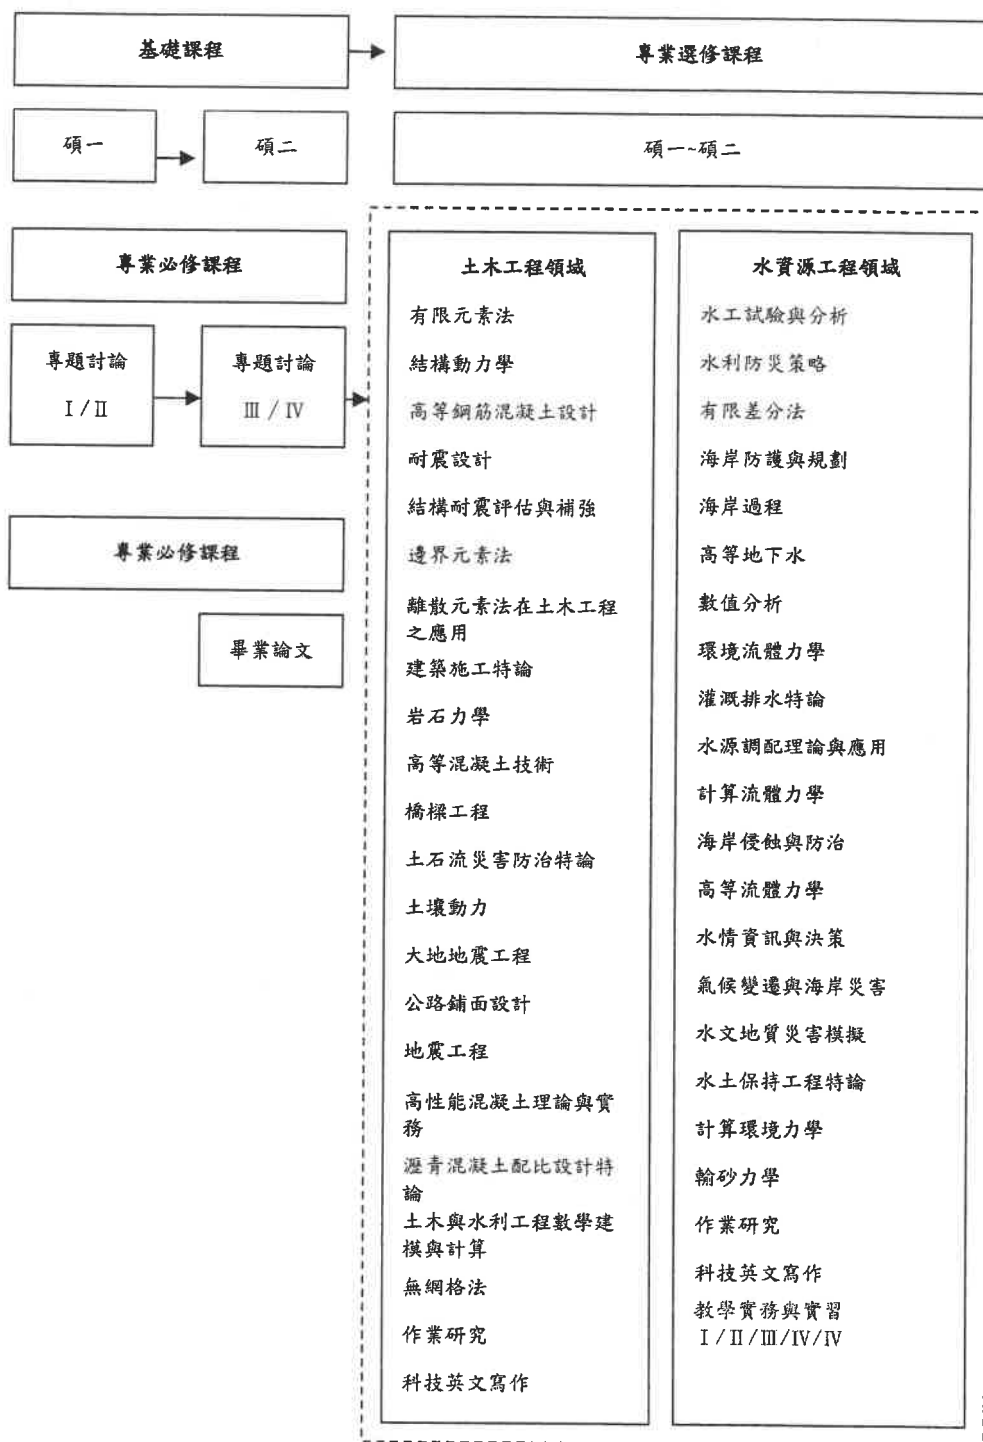 基礎課程
專業選修課程
碩一
碩二
碩一~碩二
專業必修課程
專題討論
I / II
專題討論
III / IV
專業必修課程
畢業論文
土木工程領域
有限元素法
結構動力學
高等鋼筋混凝土設計
耐震設計
結構耐震評估與補強
邊界元素法
離散元素法在土木工程
之應用
建築施工特論
岩石力學
高等混凝土技術
橋樑工程
土石流災害防治特論
土壤動力
大地地震工程
公路鋪面設計
地震工程
高性能混凝土理論與實
務
瀝青混凝土配比設計特
論
土木與水利工程數學建
模與計算
無網格法
作業研究
科技英文寫作
水資源工程領域
水工試驗與分析
水利防災策略
有限差分法
海岸防護與規劃
海岸過程
高等地下水
數值分析
環境流體力學
灌溉排水特論
水源調配理論與應用
計算流體力學
海岸侵蝕與防治
高等流體力學
水情資訊與決策
氣候變遷與海岸災害
水文地質災害模擬
水土保持工程特論
計算環境力學
輸砂力學
作業研究
科技英文寫作
教學實務與實習
I / II / III / IV / IV